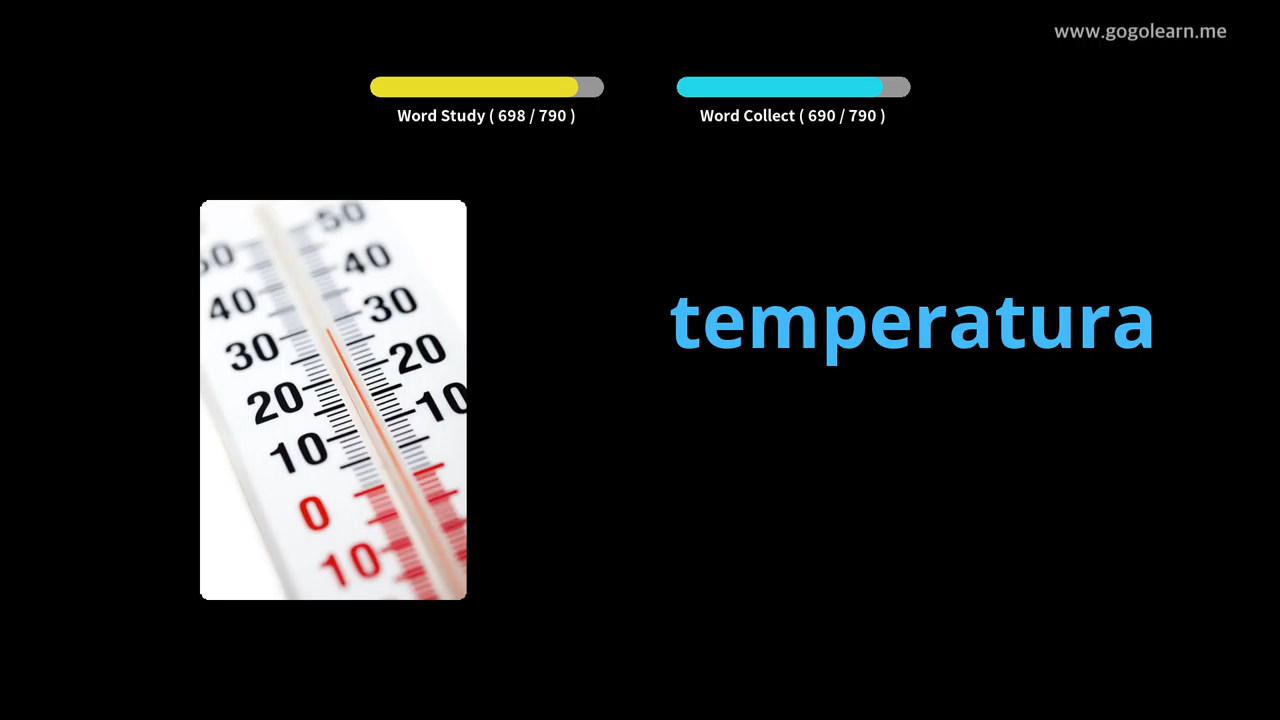 www.gogolearn.me
Word Study ( 698 / 790 )
Word Collect ( 690 / 790 )
temperatura
50
40 40
30 30
20 20
10 10
0
10